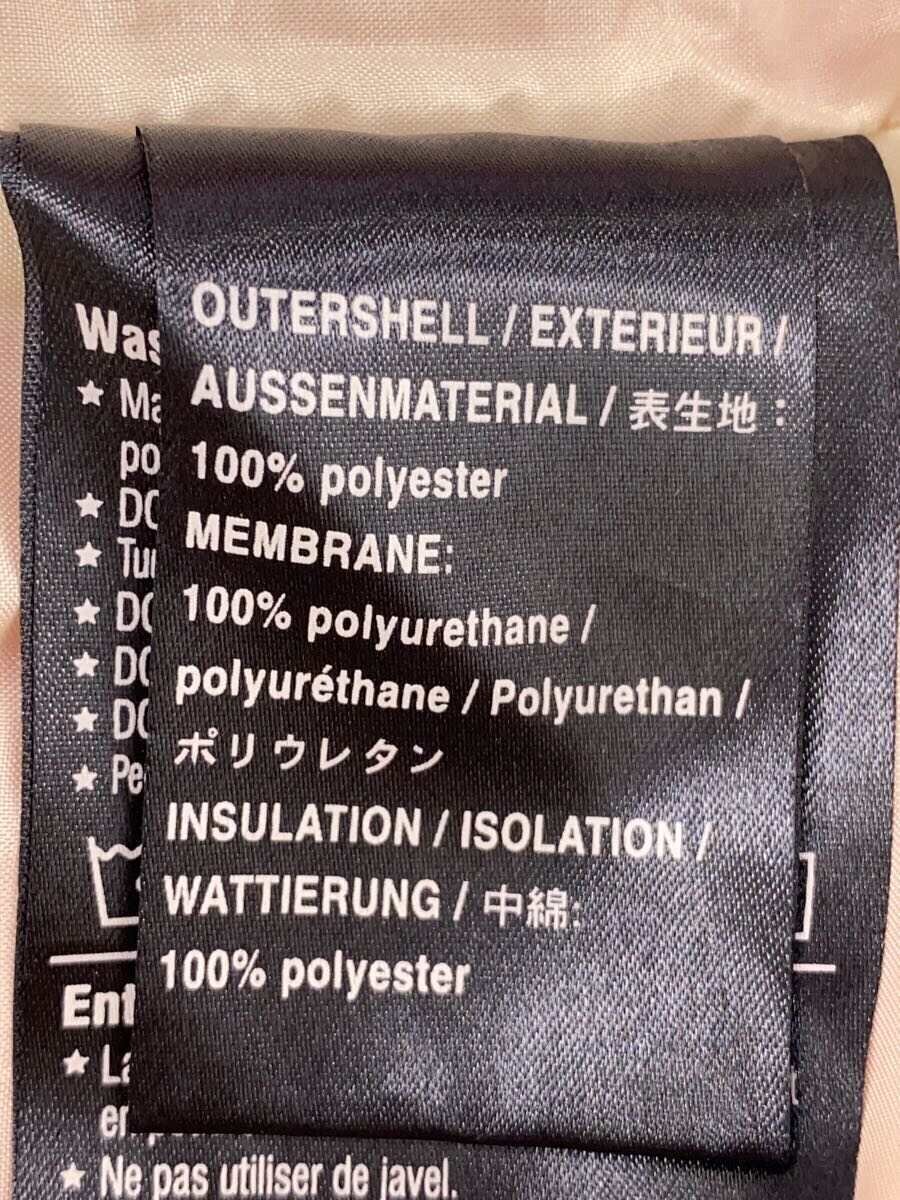 OUTERSHELL / EXTERIEUR /
AUSSENMATERIAL / 表生地 :
100% polyester
MEMBRANE:
100% polyurethane /
polyuréthane / Polyurethan /
ポリウレタン
INSULATION / ISOLATION /
WATTIERUNG / 中綿:
100% polyester
★ Ne pas utiliser de javel.